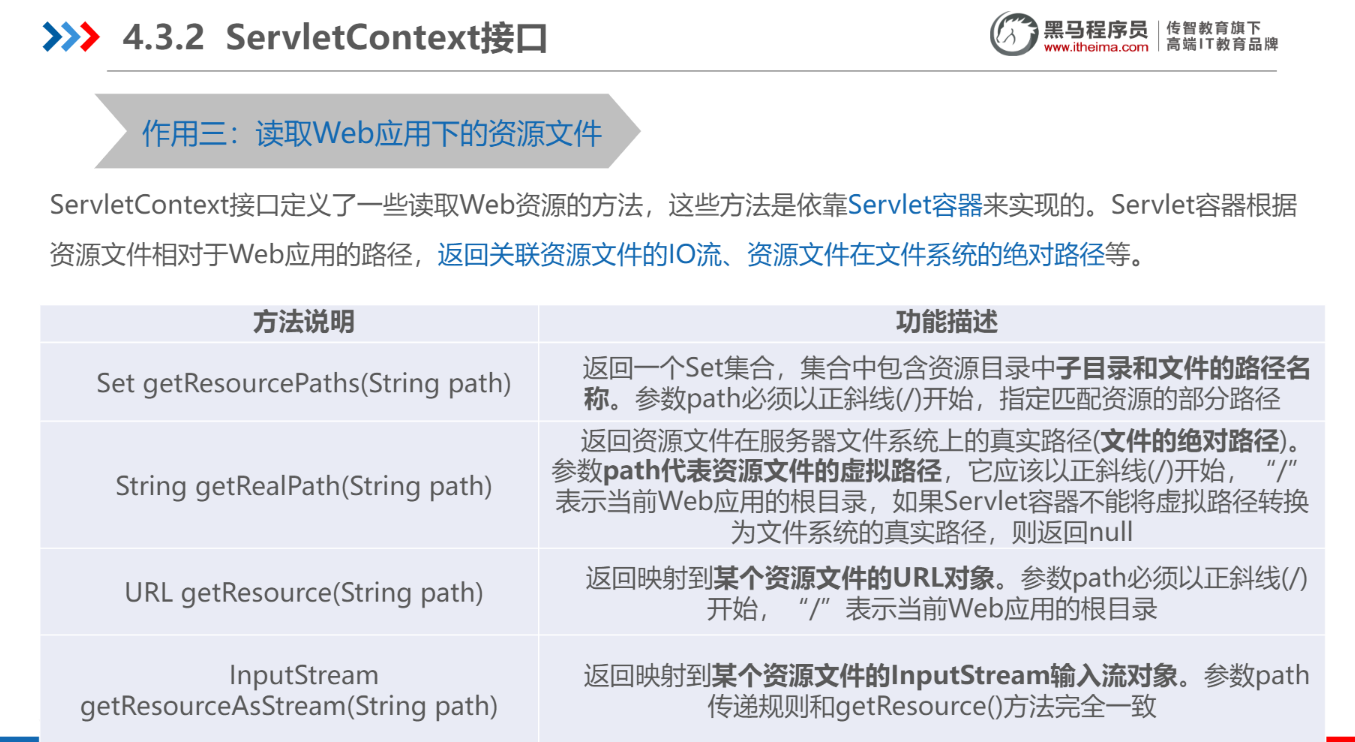 4.3.2 ServletContext接口
黑马程序员
www.itheima.com
传智教育旗下
高端IT教育品牌
作用三：读取Web应用下的资源文件
ServletContext接口定义了一些读取Web资源的方法，这些方法是依靠Servlet容器来实现的。Servlet容器根据
资源文件相对于Web应用的路径，返回关联资源文件的IO流、资源文件在文件系统的绝对路径等。
方法说明
功能描述
Set getResourcePaths(String path)
返回一个Set集合，集合中包含资源目录中子目录和文件的路径名
称。参数path必须以正斜线(/)开始，指定匹配资源的部分路径
String getRealPath(String path)
返回资源文件在服务器文件系统上的真实路径(文件的绝对路径)。
参数path代表资源文件的虚拟路径，它应该以正斜线(/)开始，“/”
表示当前Web应用的根目录，如果Servlet容器不能将虚拟路径转换
为文件系统的真实路径，则返回null
URL getResource(String path)
返回映射到某个资源文件的URL对象。参数path必须以正斜线(/)
开始，“/”表示当前Web应用的根目录
InputStream
getResourceAsStream(String path)
返回映射到某个资源文件的InputStream输入流对象。参数path
传递规则和getResource()方法完全一致